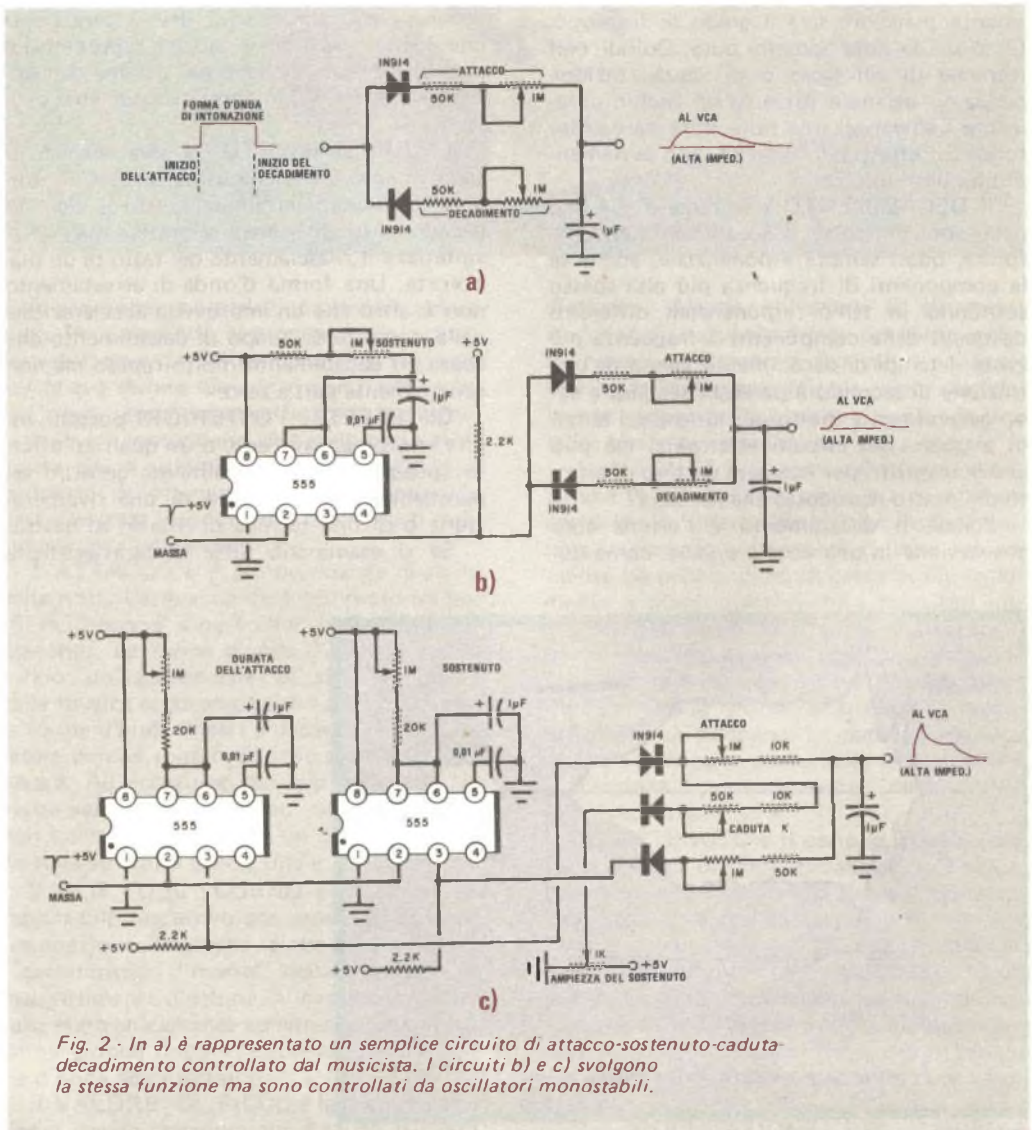 IN914
ATTACCO
50K
1M
FORMA D'ONDA
DI INTONAZIONE
INIZIO
DELL'ATTACCO
INIZIO DEL
DECADIMENTO
AL VCA
(ALTA IMPED.)
50K
1M
DECADIMENTO
IN914
+
1µF
a)
+5V
50K
1M
SOSTENUTO
+5V
+
1µF
0,01 µF
2.2K
8
7
6
5
555
1
2
3
4
+5V
MASSA
IN914
ATTACCO
50K
1M
AL VCA
(ALTA IMPED.)
50K
1M
DECADIMENTO
IN914
+
1µF
b)
+5V
DURATA
DELL'ATTACCO
1M
20K
+
1µF
0,01 µF
8
7
6
5
555
1
2
3
4
+5V
SOSTENUTO
1M
20K
+
1µF
0,01 µF
8
7
6
5
555
1
2
3
4
+5V
MASSA
+5V
2.2K
+5V
2.2K
IN914
ATTACCO
1M
10K
50K
10K
CADUTA K
1M
50K
AL VCA
(ALTA IMPED.)
+
1µF
1K
+5V
AMPIEZZA DEL SOSTENUTO
c)
Fig. 2 - In a) è rappresentato un semplice circuito di attacco-sostenuto-caduta-
decadimento controllato dal musicista. I circuiti b) e c) svolgono
la stessa funzione ma sono controllati da oscillatori monostabili.